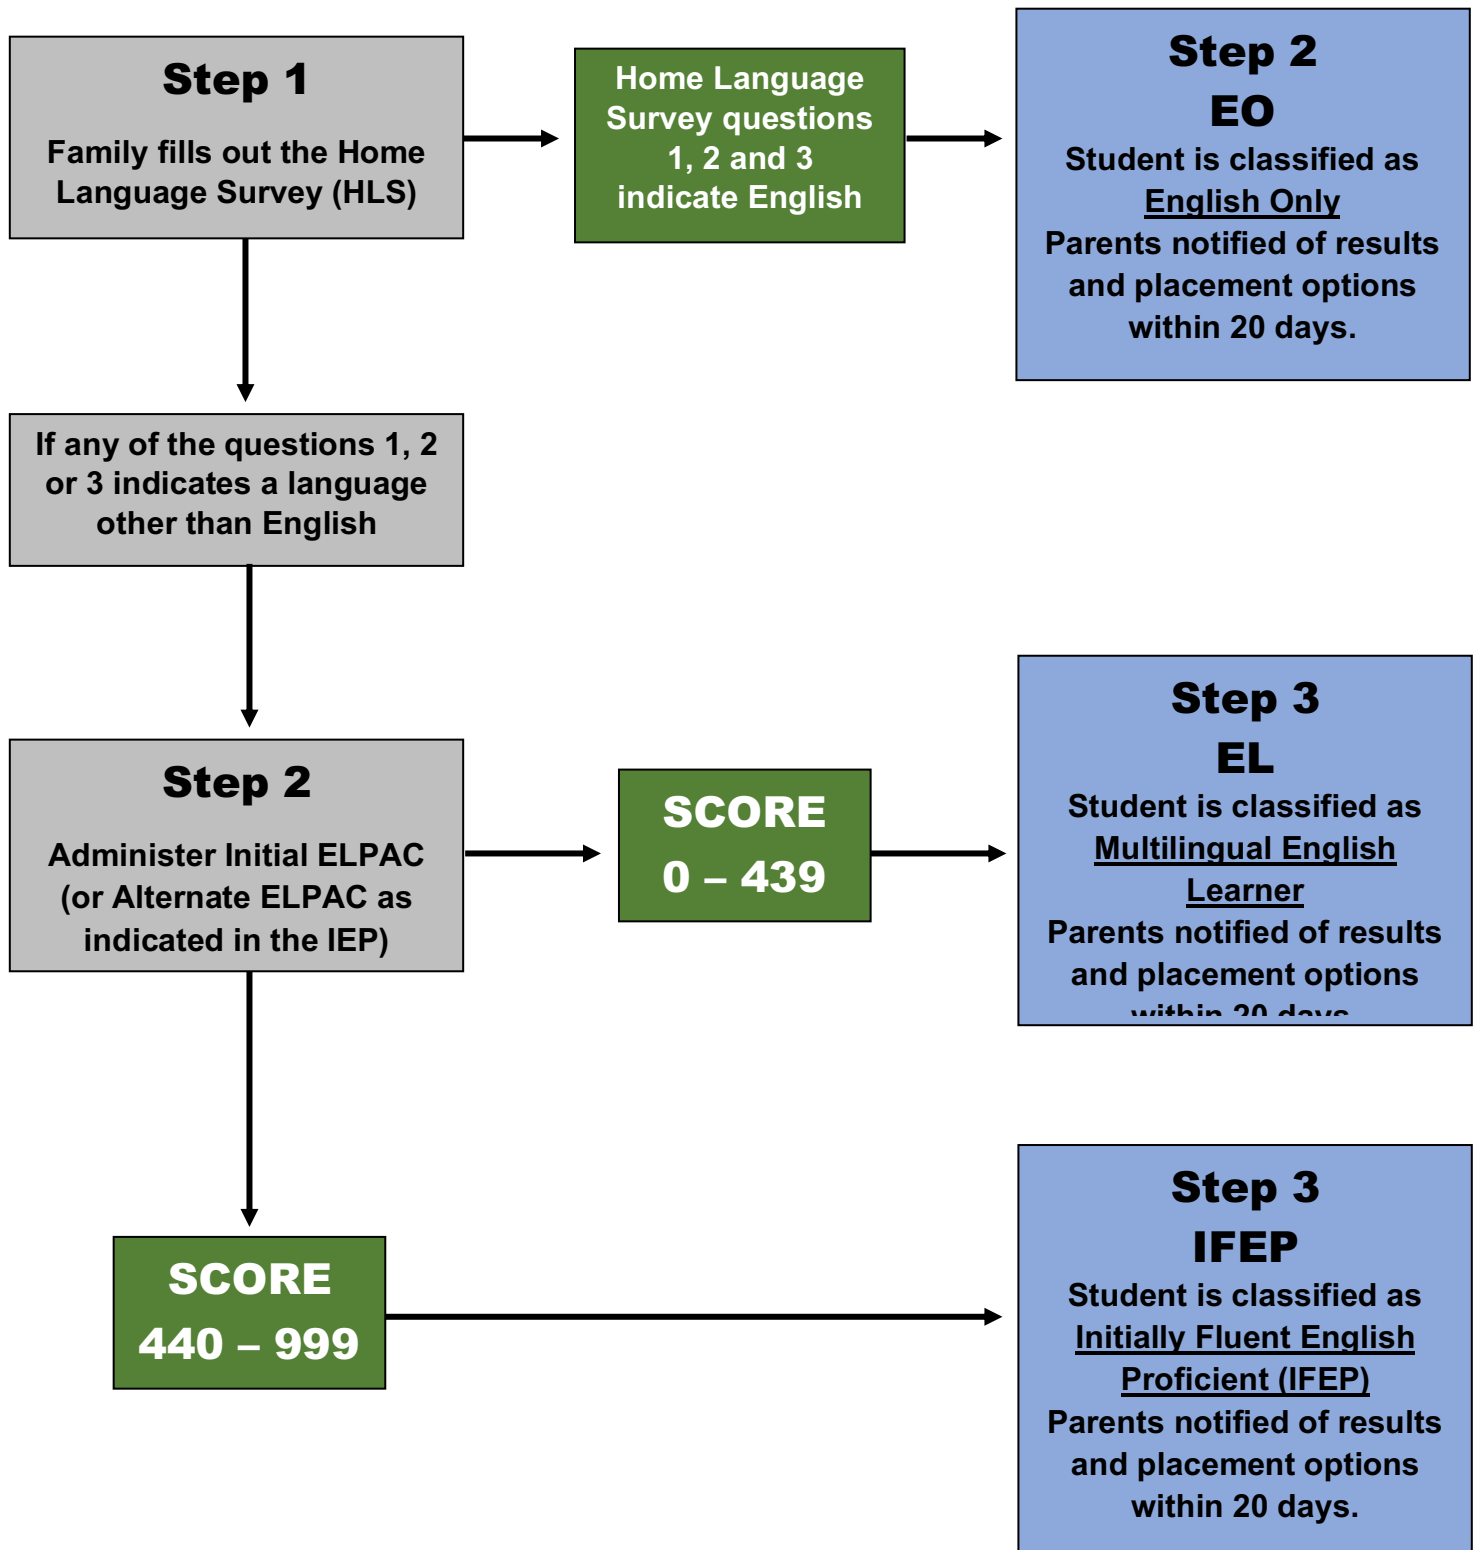 Step 1
Family fills out the Home
Language Survey (HLS)
Home Language
Survey questions
1, 2 and 3
indicate English
Step 2
EO
Student is classified as
English Only
Parents notified of results
and placement options
within 20 days.
If any of the questions 1, 2
or 3 indicates a language
other than English
Step 2
Administer Initial ELPAC
(or Alternate ELPAC as
indicated in the IEP)
SCORE
0 – 439
Step 3
EL
Student is classified as
Multilingual English
Learner
Parents notified of results
and placement options
within 20 days
SCORE
440 – 999
Step 3
IFEP
Student is classified as
Initially Fluent English
Proficient (IFEP)
Parents notified of results
and placement options
within 20 days.